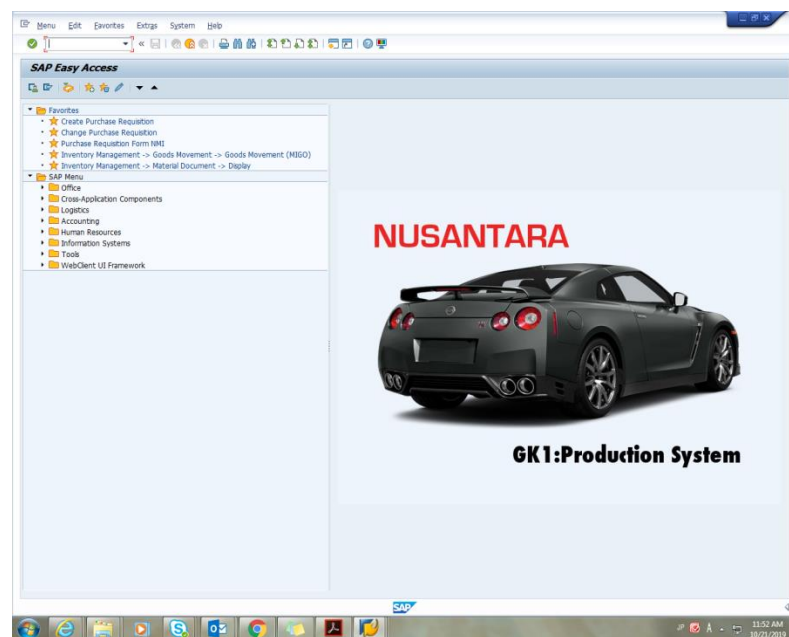 Menu Edit Favorites Extras System Help
SAP Easy Access
Favorites
Create Purchase Requisition
Change Purchase Requisition
Purchase Requisition Form NMI
Inventory Management -> Goods Movement -> Goods Movement (MIGO)
Inventory Management -> Material Document -> Display
SAP Menu
Office
Cross-Application Components
Logistics
Accounting
Human Resources
Information Systems
Tools
WebClient UI Framework
NUSANTARA
GK1:Production System
SAP
JP
11:52 AM
10/21/2019